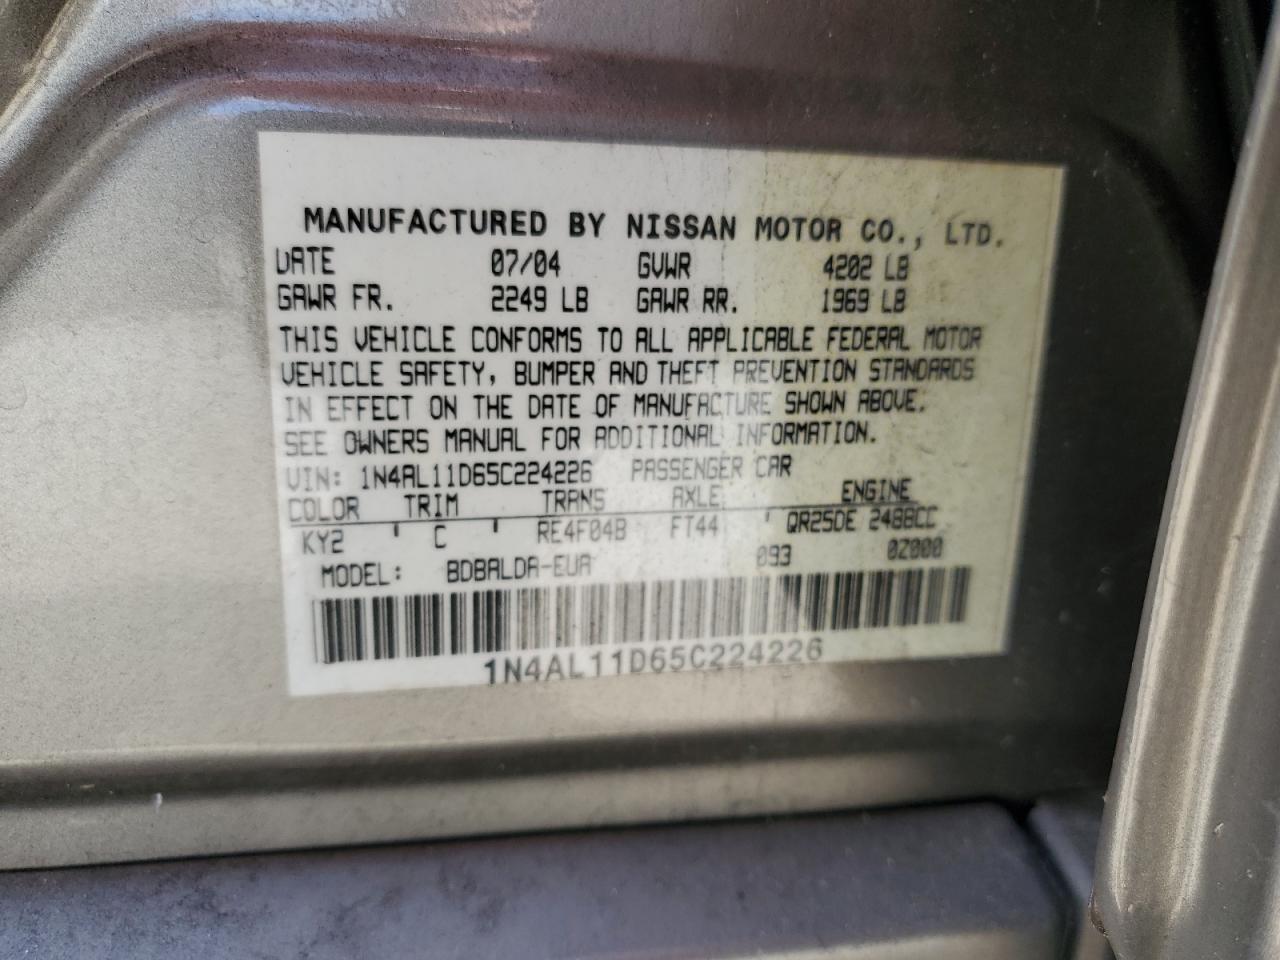 MANUFACTURED BY NISSAN MOTOR CO., LTD.
DATE 07/04 GVWR 4202 LB
GAWR FR. 2249 LB GAWR RR. 1969 LB
THIS VEHICLE CONFORMS TO ALL APPLICABLE FEDERAL MOTOR
VEHICLE SAFETY, BUMPER AND THEFT PREVENTION STANDARDS
IN EFFECT ON THE DATE OF MANUFACTURE SHOWN ABOVE.
SEE OWNERS MANUAL FOR ADDITIONAL INFORMATION.
VIN: 1N4AL11D65C224226 PASSENGER CAR
COLOR TRIM TRANS AXLE ENGINE
KY2 ' C ' RE4F04B FT44 ' QR25DE 2488CC
MODEL: BDBALDA-EUA 093 0Z000
1N4AL11D65C224226